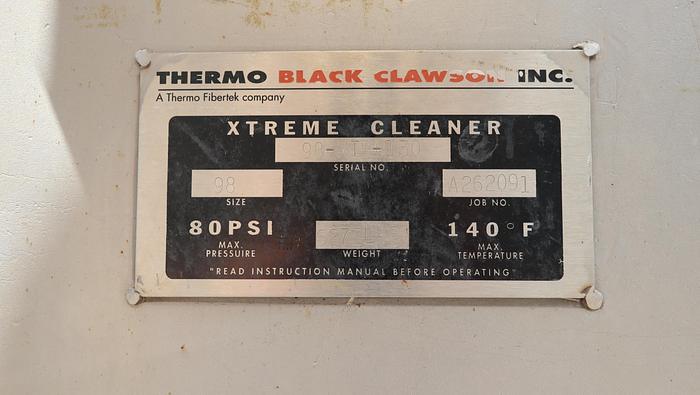 THERMO BLACK CLAWSON INC.
A Thermo Fibertek company
XTREME CLEANER
SERIAL NO.
98
A262091
SIZE
JOB NO.
80PSI
140°F
MAX.
PRESSUIRE
WEIGHT
MAX.
TEMPERATURE
"READ INSTRUCTION MANUAL BEFORE OPERATING"